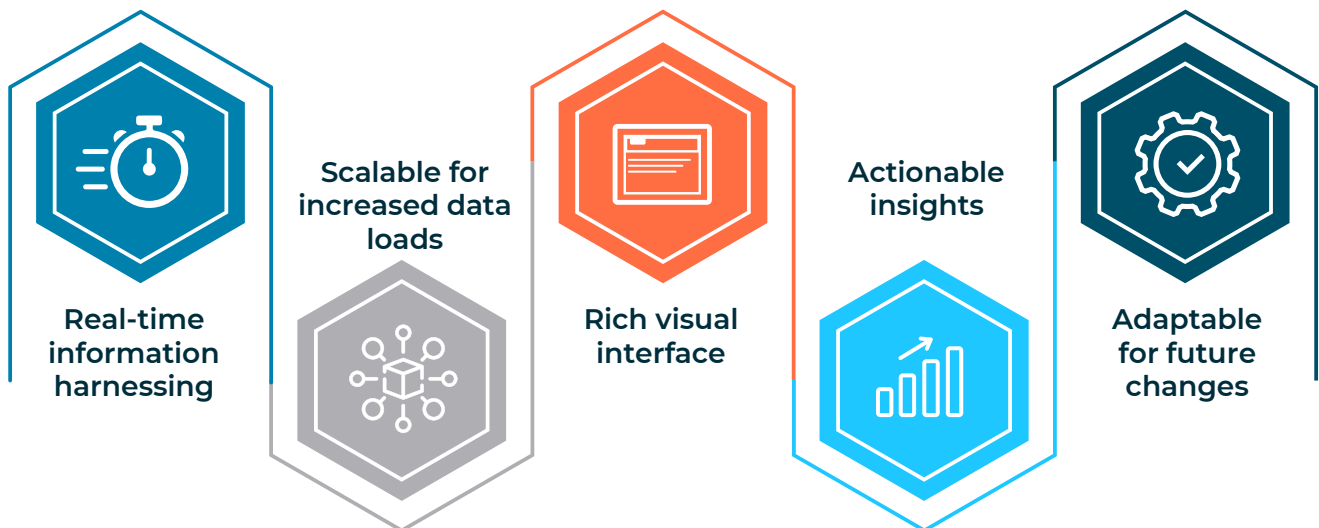 Real-time
information
harnessing
Scalable for
increased data
loads
Rich visual
interface
Actionable
insights
Adaptable
for future
changes